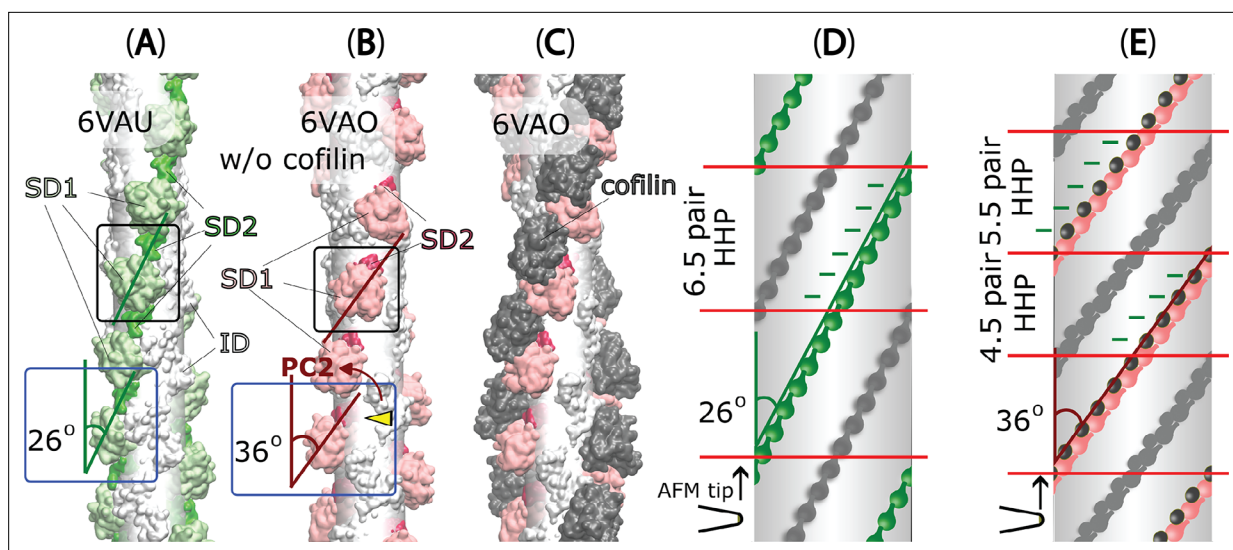 (A)
(B)
(C)
(D)
(E)
6VAU
6VAO
6VAO
w/o cofilin
SD1
SD2
ID
26°
SD1
SD2
PC2
36°
cofilin
6.5 pair
HHP
26°
AFM tip
4.5 pair 5.5 pair
HHP HHP
36°